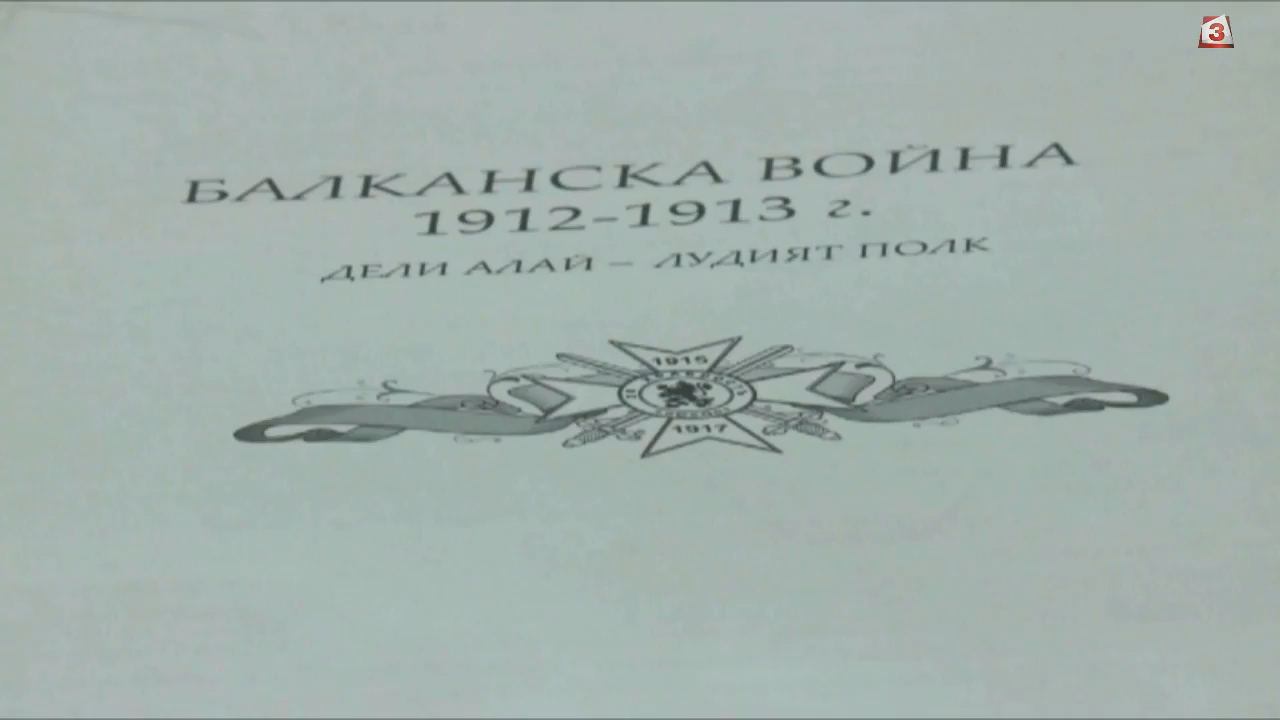 3
БАЛКАНСКА ВОЙНА
1912-1913 г.
ДЕЛИ АЛАЙ – ЛУДИЯТ ПОЛК
1915
1917